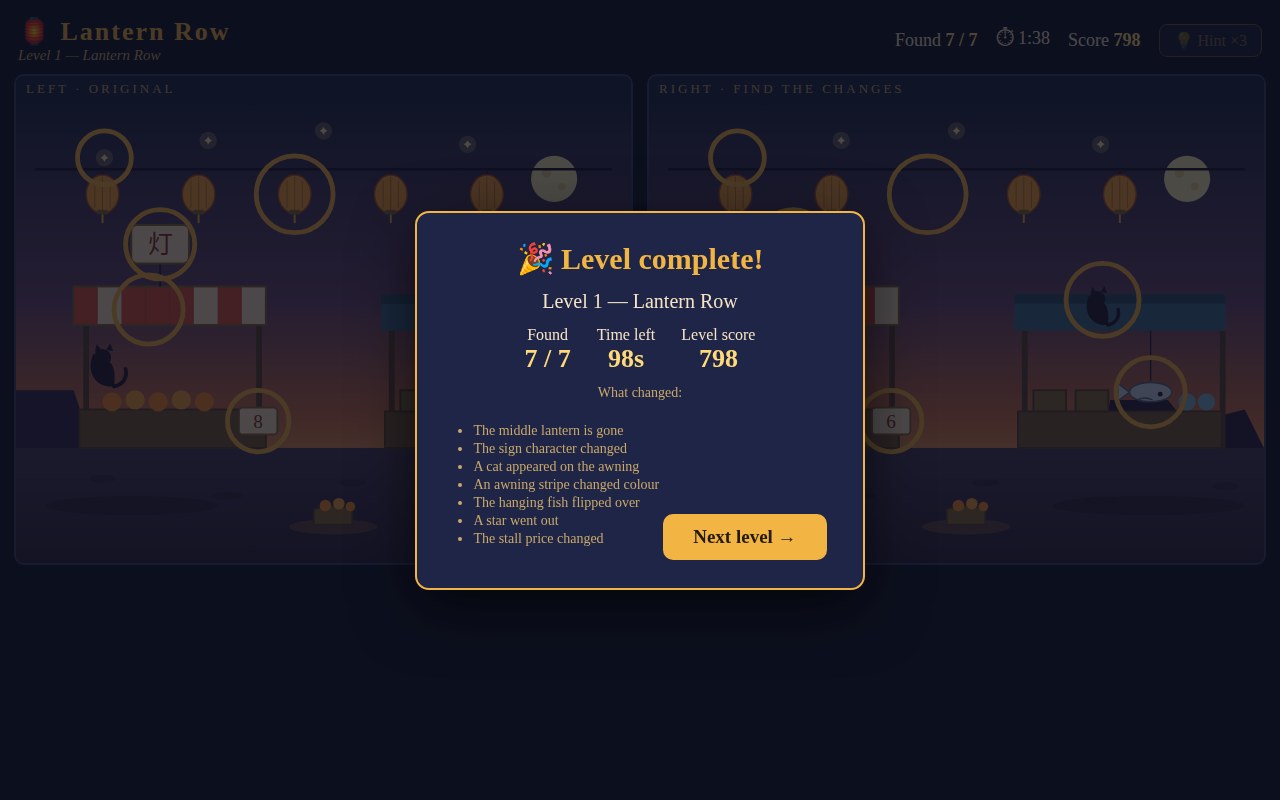 Lantern Row
Level 1 — Lantern Row
Found 7 / 7
1:38
Score 798
Hint ×3
LEFT · ORIGINAL
RIGHT · FIND THE CHANGES
灯
8
6
Level complete!
Level 1 — Lantern Row
Found Time left Level score
7 / 7 98s 798
What changed:
• The middle lantern is gone
• The sign character changed
• A cat appeared on the awning
• An awning stripe changed colour
• The hanging fish flipped over
• A star went out
• The stall price changed
Next level →